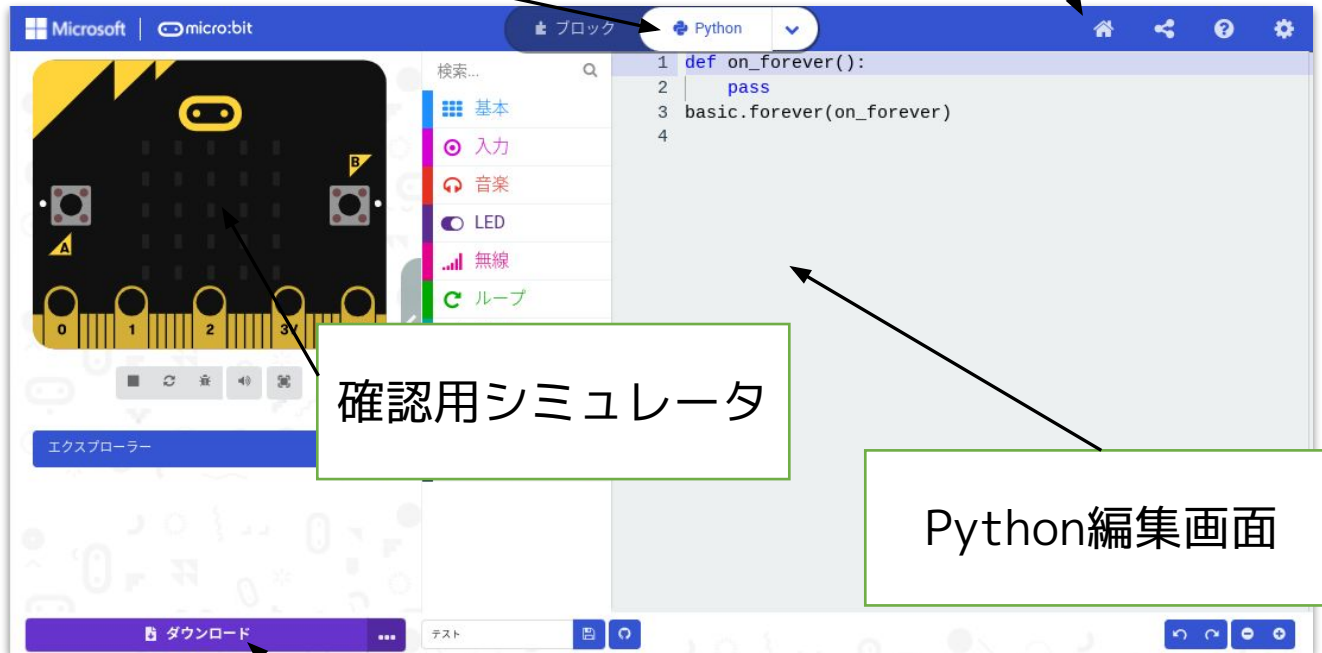 Microsoft micro:bit ブロック Python
検索...
基本
入力
音楽
LED
無線
ループ
1 def on_forever():
2 pass
3 basic.forever(on_forever)
4
B
A
0 1 2 3V
確認用シミュレータ
エクスプローラー
Python編集画面
ダウンロード ...
テスト